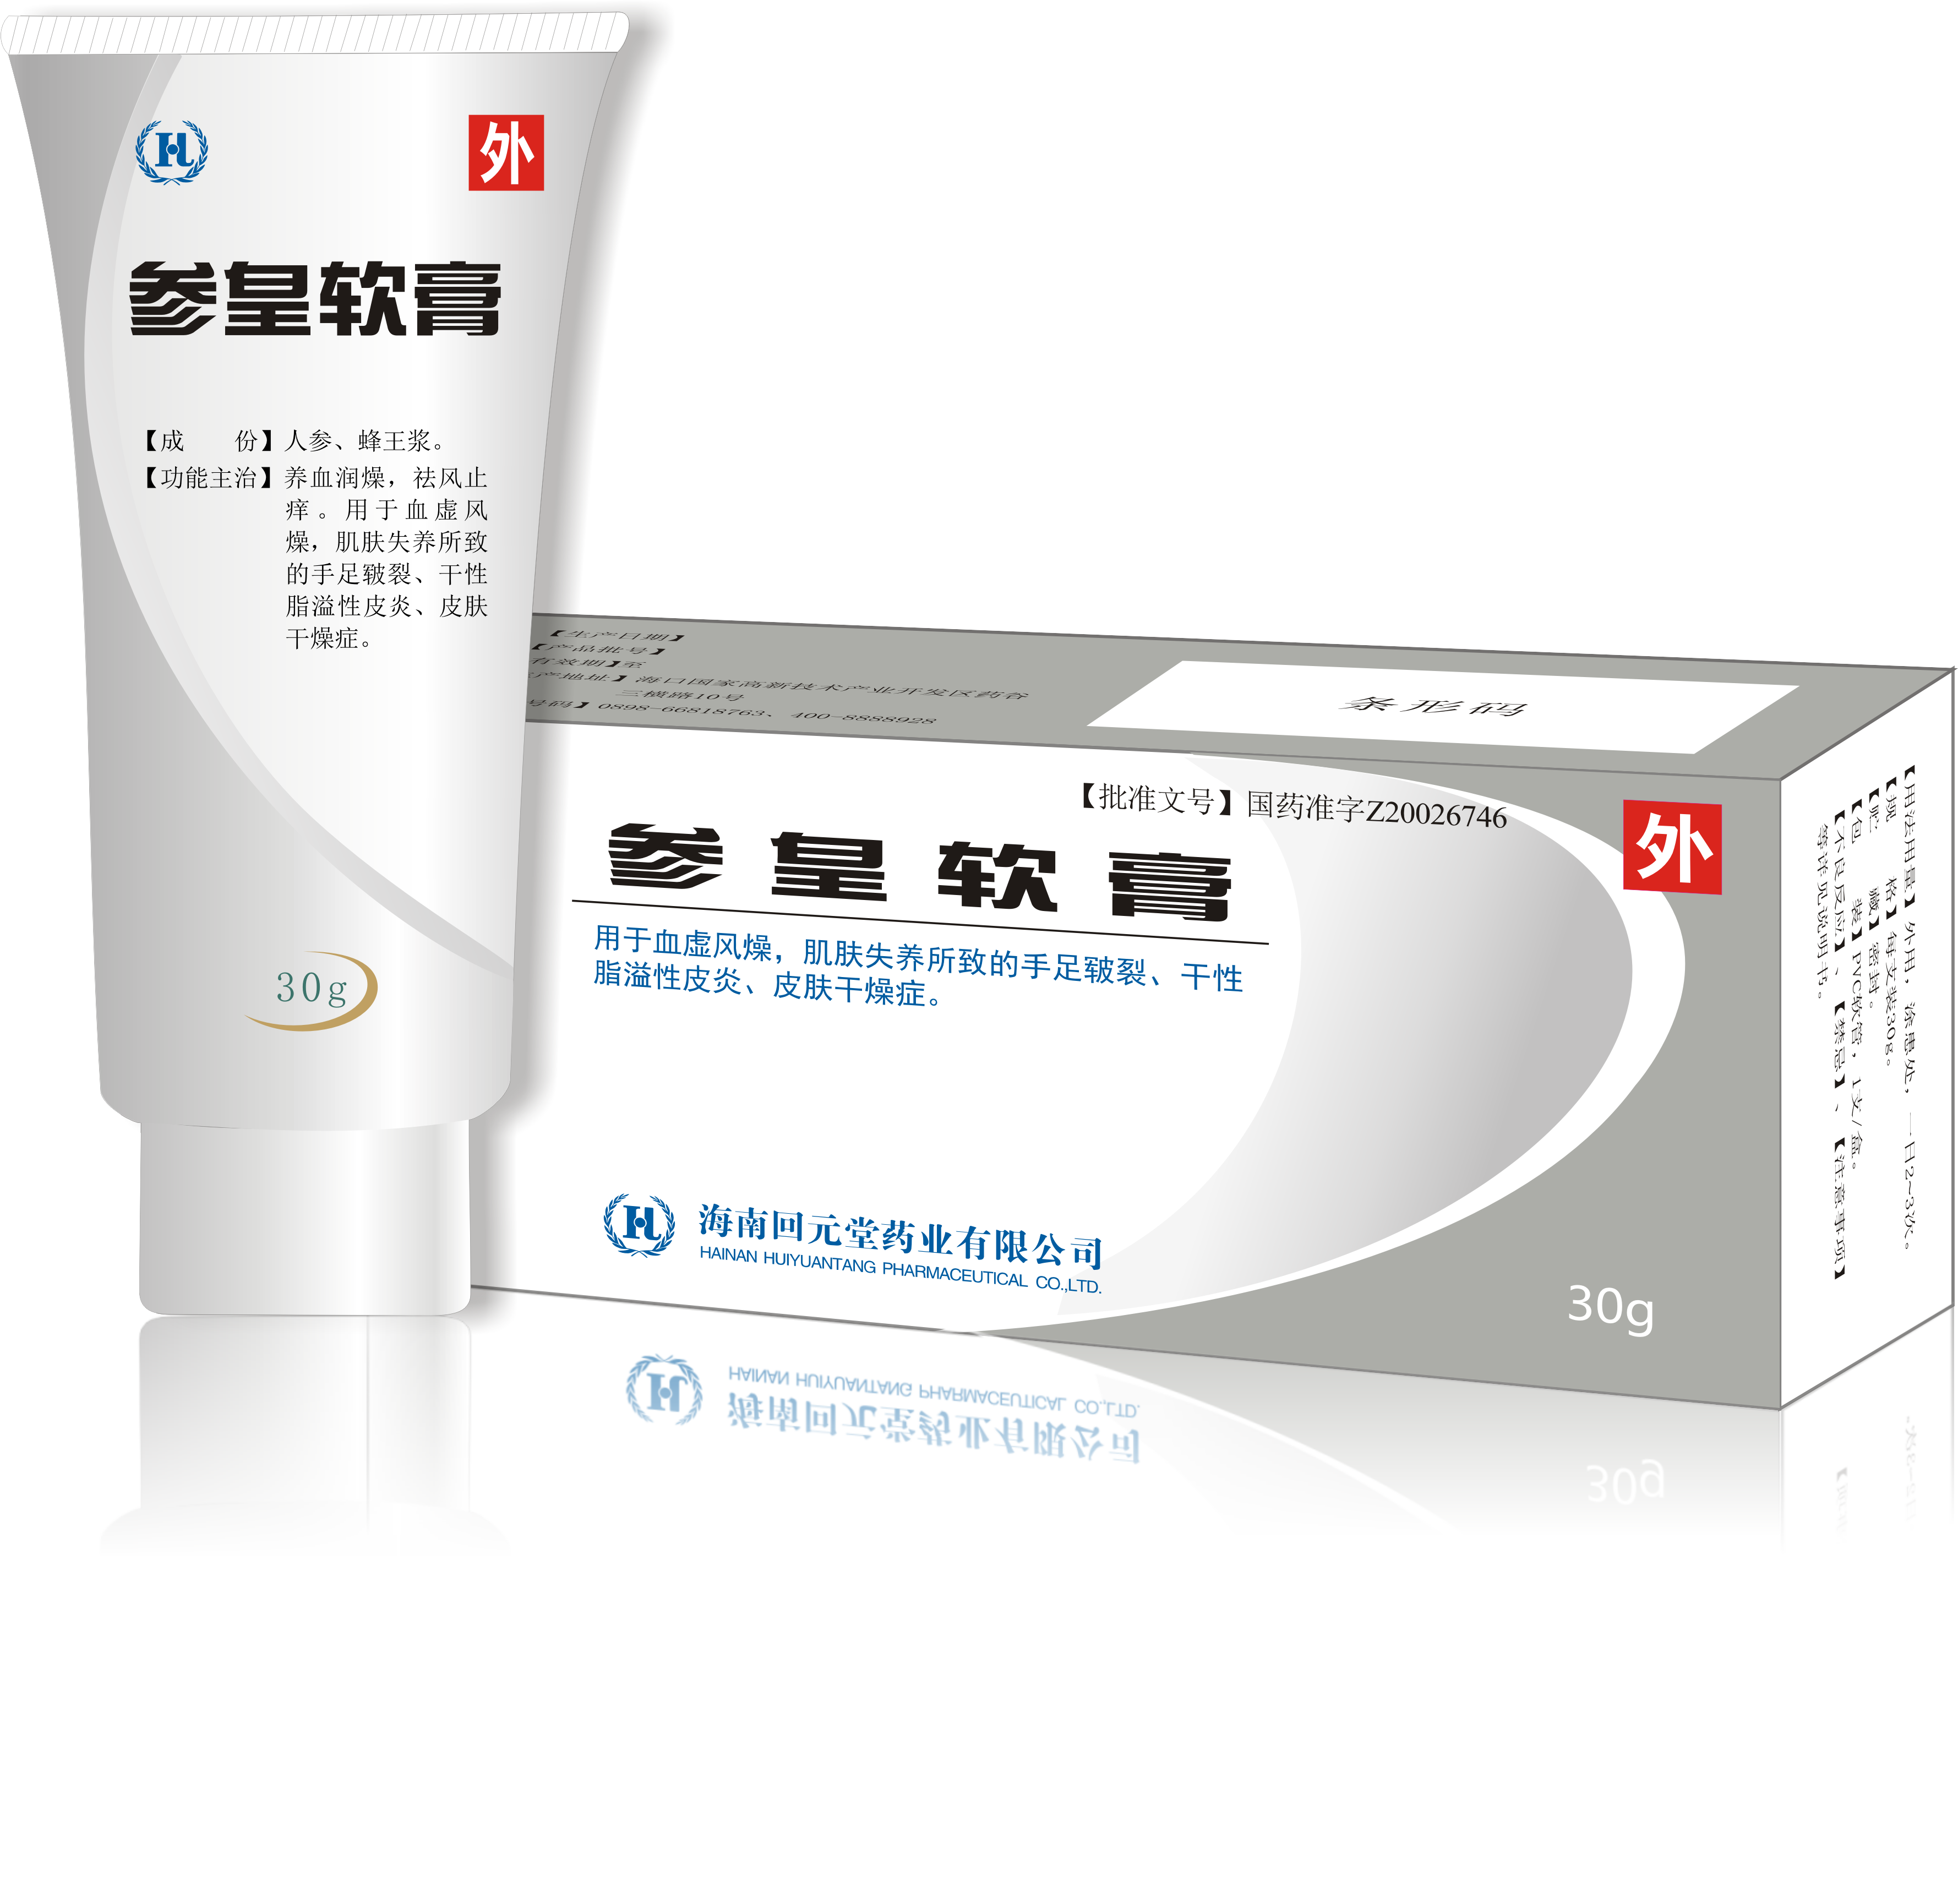 外
参皇软膏
【成　　份】人参、蜂王浆。
【功能主治】养血润燥，祛风止
痒。用于血虚风
燥，肌肤失养所致
的手足皲裂、干性
脂溢性皮炎、皮肤
干燥症。
30g
【生产日期】
【产品批号】
有效期】至
产地址】海口国家高新技术产业开发区药谷
三横路10号
号码】0898-66818763、400-8888928
条形码
【批准文号】国药准字Z20026746
外
参皇软膏
用于血虚风燥，肌肤失养所致的手足皲裂、干性
脂溢性皮炎、皮肤干燥症。
海南回元堂药业有限公司
HAINAN HUIYUANTANG PHARMACEUTICAL CO.,LTD.
30g
【用法用量】外用，涂患处，一日2~3次。
【规　　格】每支装30g。
【贮　　藏】密封。
【包　　装】PVC软管，1支/盒。
【不良反应】、【禁忌】、【注意事项】
等详见说明书。